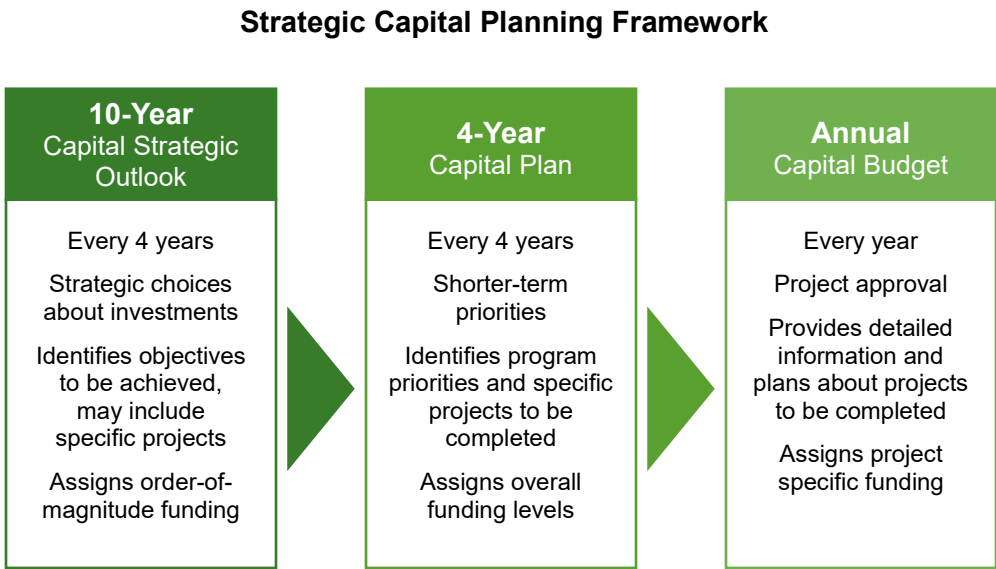 Strategic Capital Planning Framework
10-Year
Capital Strategic
Outlook
Every 4 years
Strategic choices
about investments
Identifies objectives
to be achieved,
may include
specific projects
Assigns order-of-
magnitude funding
4-Year
Capital Plan
Every 4 years
Shorter-term
priorities
Identifies program
priorities and specific
projects to be
completed
Assigns overall
funding levels
Annual
Capital Budget
Every year
Project approval
Provides detailed
information and
plans about projects
to be completed
Assigns project
specific funding